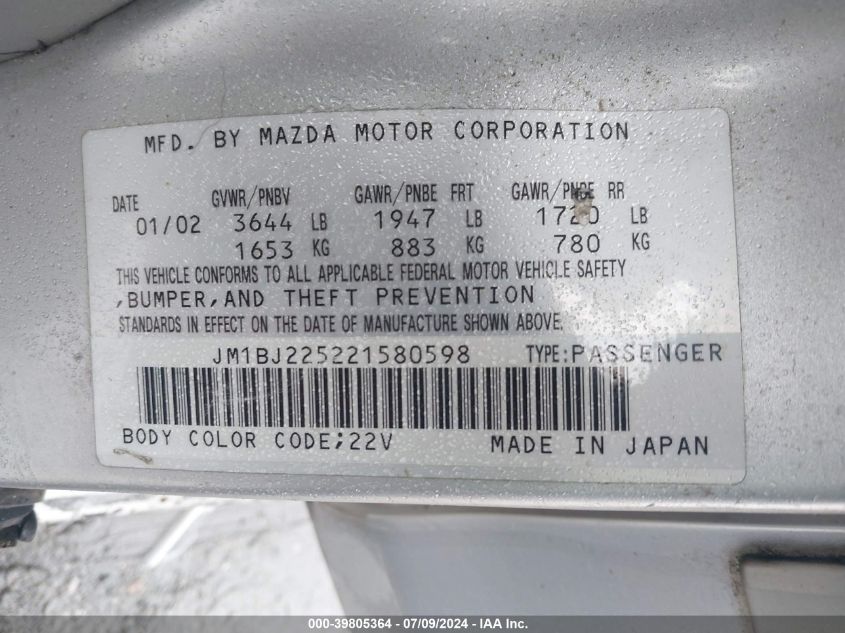 MFD. BY MAZDA MOTOR CORPORATION
DATE GVWR/PNBV GAWR/PNBE FRT GAWR/PNBE RR
01/02 3644 LB 1947 LB 1720 LB
1653 KG 883 KG 780 KG
THIS VEHICLE CONFORMS TO ALL APPLICABLE FEDERAL MOTOR VEHICLE SAFETY
,BUMPER,AND THEFT PREVENTION
STANDARDS IN EFFECT ON THE DATE OF MANUFACTURE SHOWN ABOVE.
JM1BJ225221580598 TYPE:PASSENGER
BODY COLOR CODE;22V MADE IN JAPAN
000-39805364 - 07/09/2024 - IAA Inc.